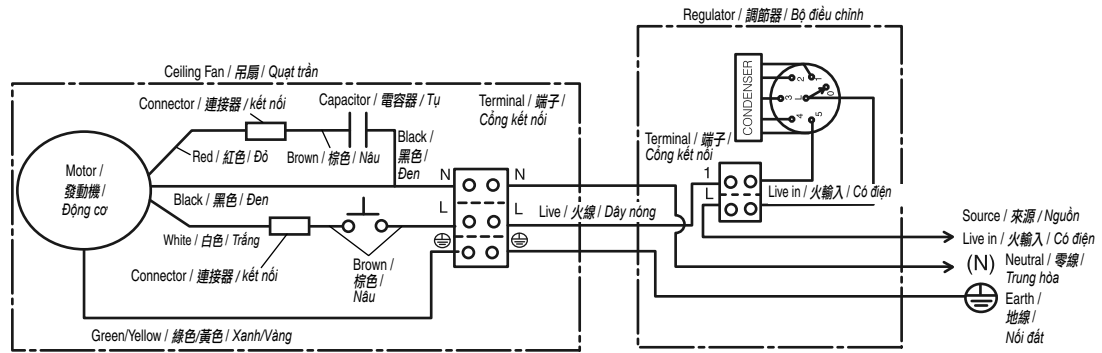 Regulator / 調節器 / Bộ điều chỉnh
Ceiling Fan / 吊扇 / Quạt trần
Connector / 連接器 / kết nối
Capacitor / 電容器 / Tụ
Terminal / 端子 /
Cổng kết nối
CONDENSER
2
1
3
L
0
4
5
Motor /
發動機 /
Động cơ
Red / 紅色 / Đỏ
Brown / 棕色 / Nâu
Black /
黑色 /
Đen
Terminal / 端子 /
Cổng kết nối
1
L
Live in / 火輸入 / Có điện
N
N
Black / 黑色 / Đen
L
L
Live / 火線 / Dây nóng
White / 白色 / Trắng
Connector / 連接器 / kết nối
Brown /
棕色 /
Nâu
Green/Yellow / 綠色/黃色 / Xanh/Vàng
Source / 來源 / Nguồn
Live in / 火輸入 / Có điện
(N) Neutral / 零線 /
Trung hòa
Earth /
地線 /
Nối đất